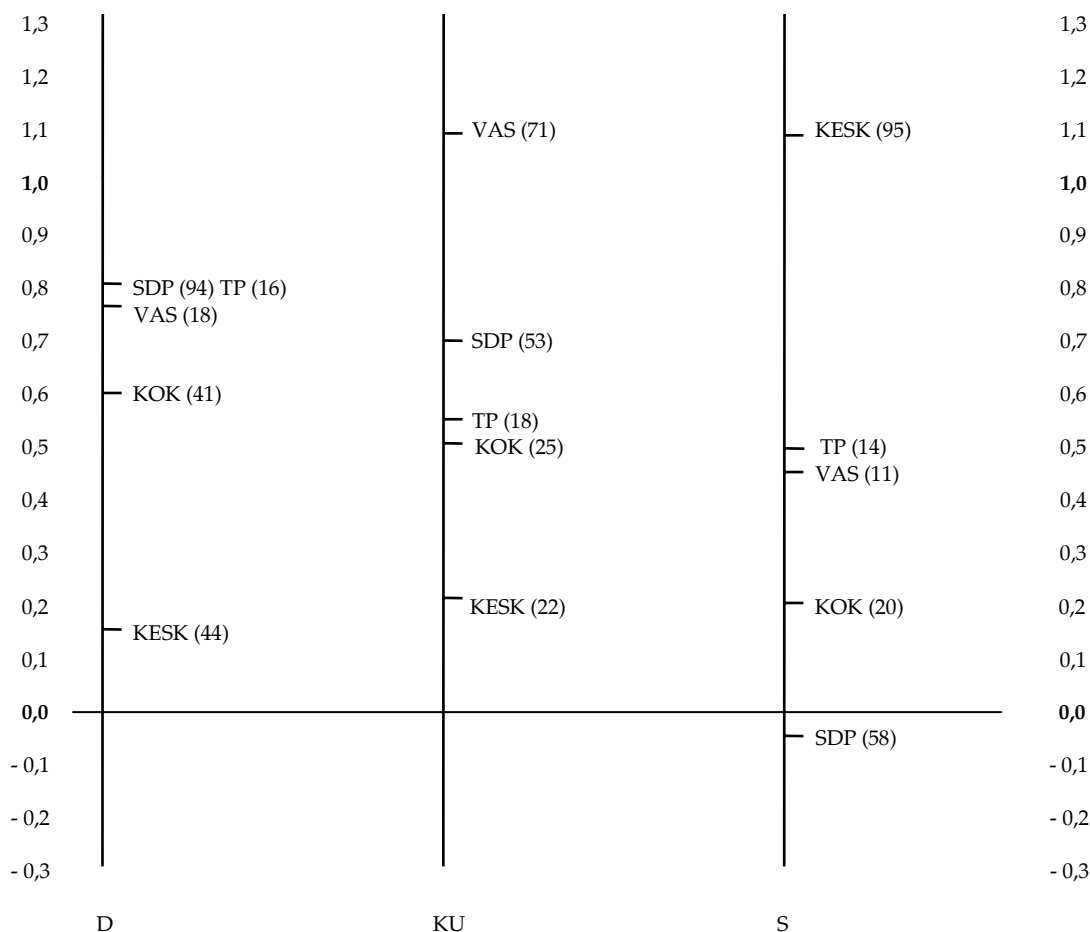 1,3 1,3
1,2 1,2
1,1 VAS (71) KESK (95) 1,1
1,0 1,0
0,9 0,9
0,8 SDP (94) TP (16) 0,8
VAS (18)
0,7 SDP (53) 0,7
0,6 KOK (41) 0,6
TP (18)
0,5 KOK (25) TP (14) 0,5
VAS (11)
0,4 0,4
0,3 0,3
0,2 KESK (22) KOK (20) 0,2
KESK (44)
0,1 0,1
0,0 0,0
SDP (58)
- 0,1 - 0,1
- 0,2 - 0,2
- 0,3 - 0,3
D KU S